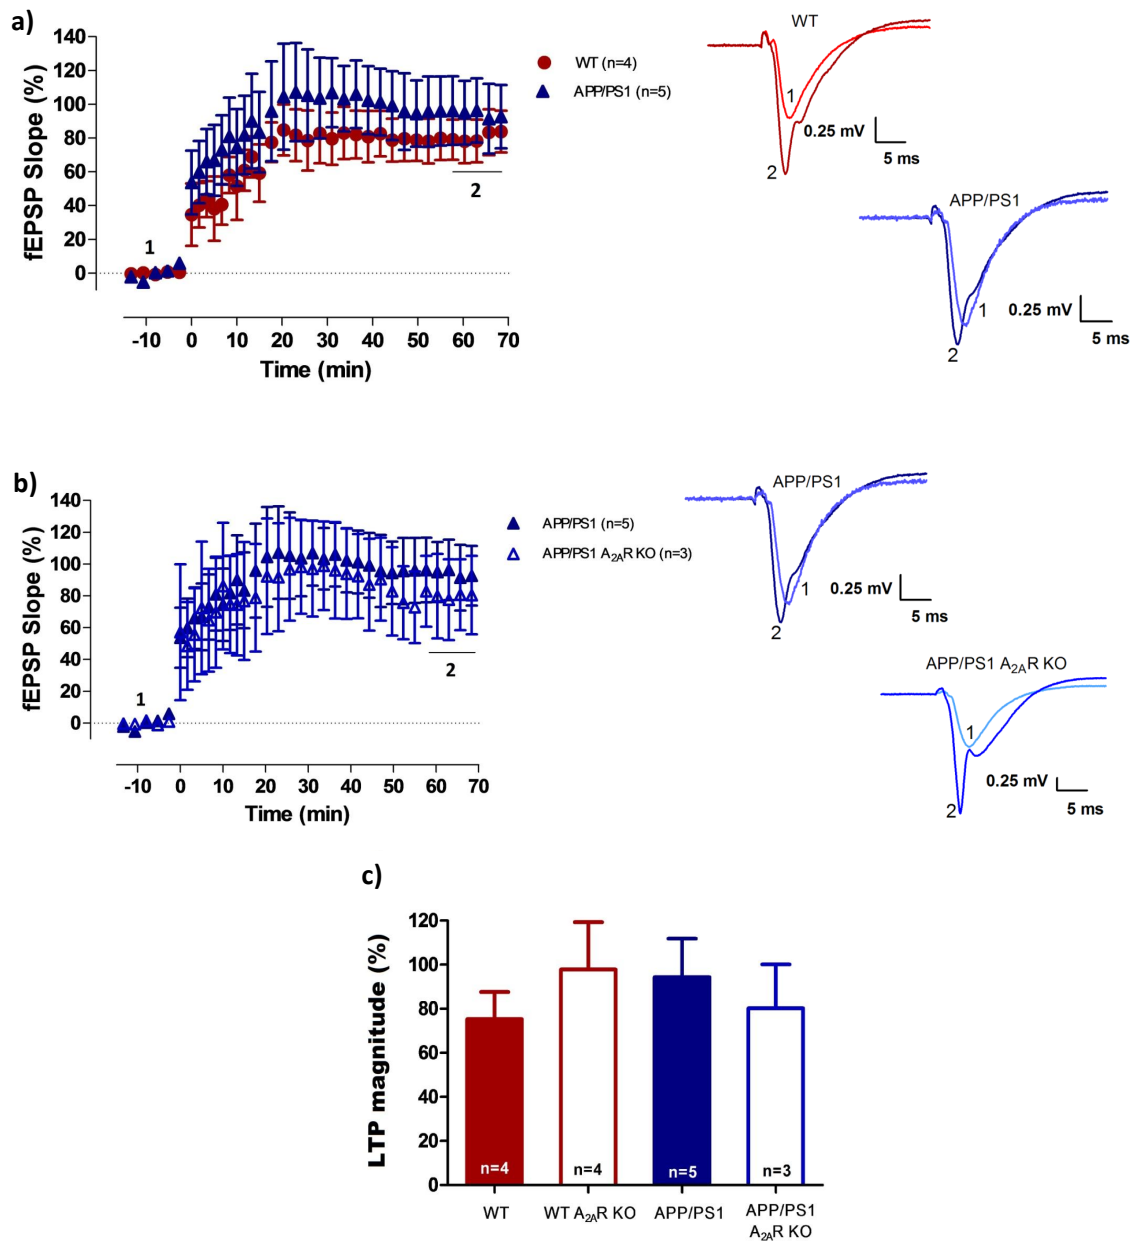 a)
140
120
100
80
60
40
20
0
fEPSP Slope (%)
1
2
-10 0 10 20 30 40 50 60 70
Time (min)
WT (n=4)
APP/PS1 (n=5)
WT
1
2
0.25 mV
5 ms
APP/PS1
1
2
0.25 mV
5 ms
b)
140
120
100
80
60
40
20
0
fEPSP Slope (%)
1
2
-10 0 10 20 30 40 50 60 70
Time (min)
APP/PS1 (n=5)
APP/PS1 A2AR KO (n=3)
APP/PS1
1
2
0.25 mV
5 ms
APP/PS1 A2AR KO
1
2
0.25 mV
5 ms
c)
120
100
80
60
40
20
0
LTP magnitude (%)
n=4 n=4 n=5 n=3
WT WT A2AR KO APP/PS1 APP/PS1
A2AR KO